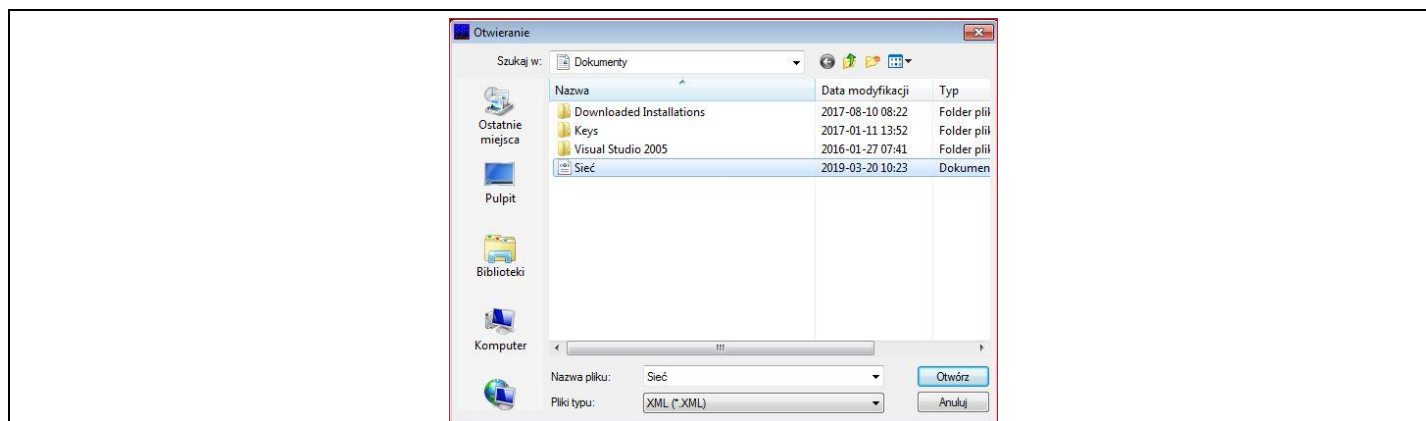 Otwieranie
Szukaj w: Dokumenty
Nazwa Data modyfikacji Typ
Downloaded Installations 2017-08-10 08:22 Folder plik
Keys 2017-01-11 13:52 Folder plik
Visual Studio 2005 2016-01-27 07:41 Folder plik
Sieć 2019-03-20 10:23 Dokumen
Ostatnie
miejsca
Pulpit
Biblioteki
Komputer
Nazwa pliku: Sieć Otwórz
Pliki typu: XML (*.XML) Anuluj